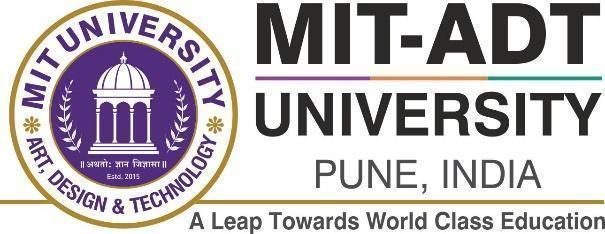 MIT UNIVERSITY
॥ अथातोः ज्ञान जिज्ञासा ॥
Estd. 2015
ART, DESIGN & TECHNOLOGY
MIT-ADT
UNIVERSITY
PUNE, INDIA
A Leap Towards World Class Education